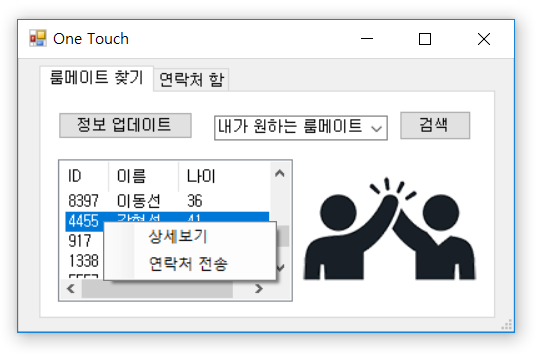 One Touch
룸메이트 찾기 연락처 함
정보 업데이트 내가 원하는 룸메이트 검색
ID 이름 나이
8397 이동선 36
4455 41
917
상세보기
1338
연락처 전송